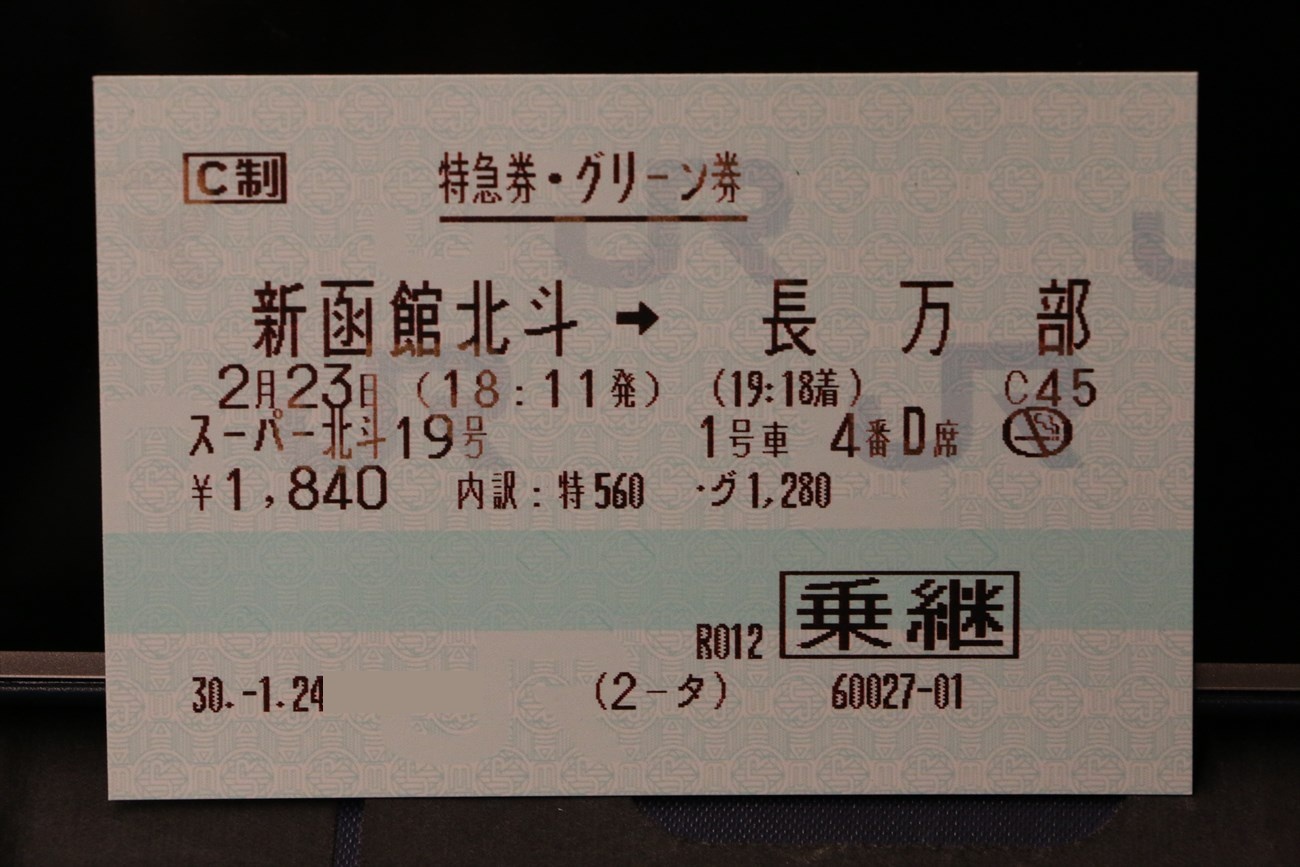 C制 特急券・グリーン券
新函館北斗 ➡ 長万部
2月23日 (18:11発) (19:18着) C45
スーパー北斗19号 1号車 4番D席
¥1,840 内訳:特560 ・グ1,280
R012 乗継
30.-1.24 (2-タ) 60027-01